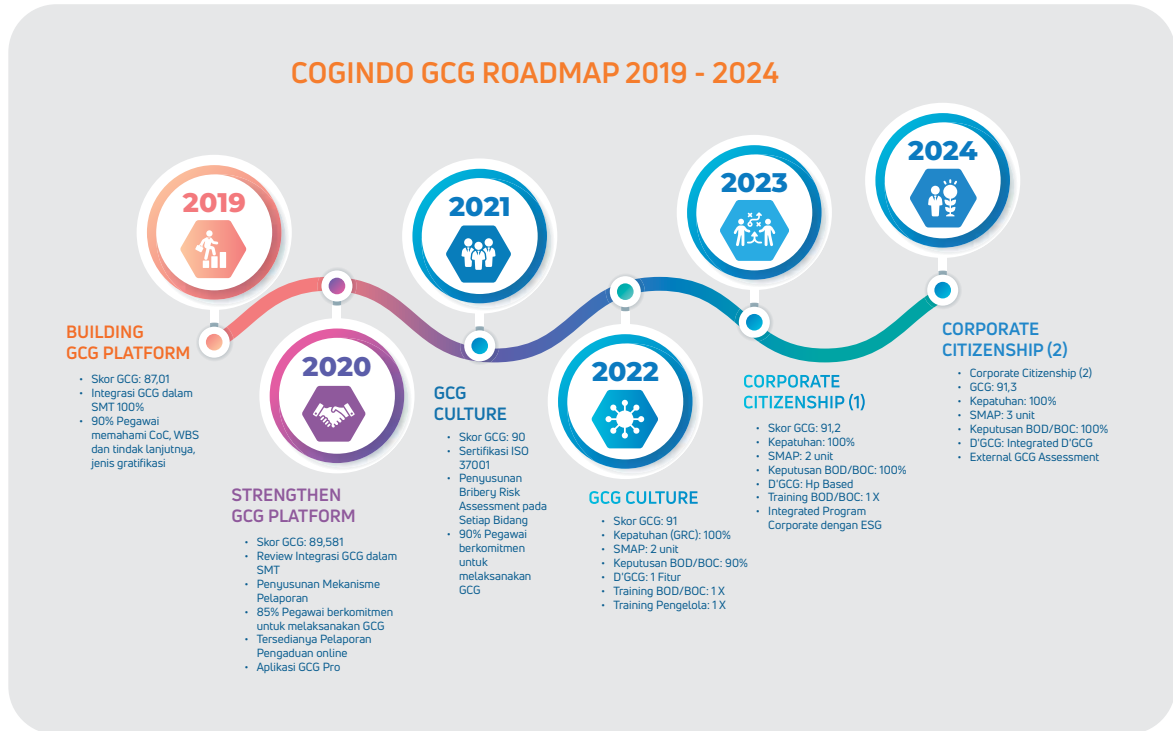 COGINDO GCG ROADMAP 2019 - 2024
2019
BUILDING
GCG PLATFORM
• Skor GCG: 87,01
• Integrasi GCG dalam
SMT 100%
• 90% Pegawai
memahami CoC, WBS
dan tindak lanjutnya,
jenis gratifikasi
2020
STRENGTHEN
GCG PLATFORM
• Skor GCG: 89,581
• Review Integrasi GCG dalam
SMT
• Penyusunan Mekanisme
Pelaporan
• 85% Pegawai berkomitmen
untuk melaksanakan GCG
• Tersedianya Pelaporan
Pengaduan online
• Aplikasi GCG Pro
2021
GCG
CULTURE
• Skor GCG: 90
• Sertifikasi ISO
37001
• Penyusunan
Bribery Risk
Assessment pada
Setiap Bidang
• 90% Pegawai
berkomitmen
untuk
melaksanakan
GCG
2022
GCG CULTURE
• Skor GCG: 91
• Kepatuhan (GRC): 100%
• SMAP: 2 unit
• Keputusan BOD/BOC: 90%
• D'GCG: 1 Fitur
• Training BOD/BOC: 1 X
• Training Pengelola: 1 X
2023
CORPORATE
CITIZENSHIP (1)
• Skor GCG: 91,2
• Kepatuhan: 100%
• SMAP: 2 unit
• Keputusan BOD/BOC: 100%
• D'GCG: Hp Based
• Training BOD/BOC: 1 X
• Integrated Program
Corporate dengan ESG
2024
CORPORATE
CITIZENSHIP (2)
• Corporate Citizenship (2)
• GCG: 91,3
• Kepatuhan: 100%
• SMAP: 3 unit
• Keputusan BOD/BOC: 100%
• D'GCG: Integrated D'GCG
• External GCG Assessment